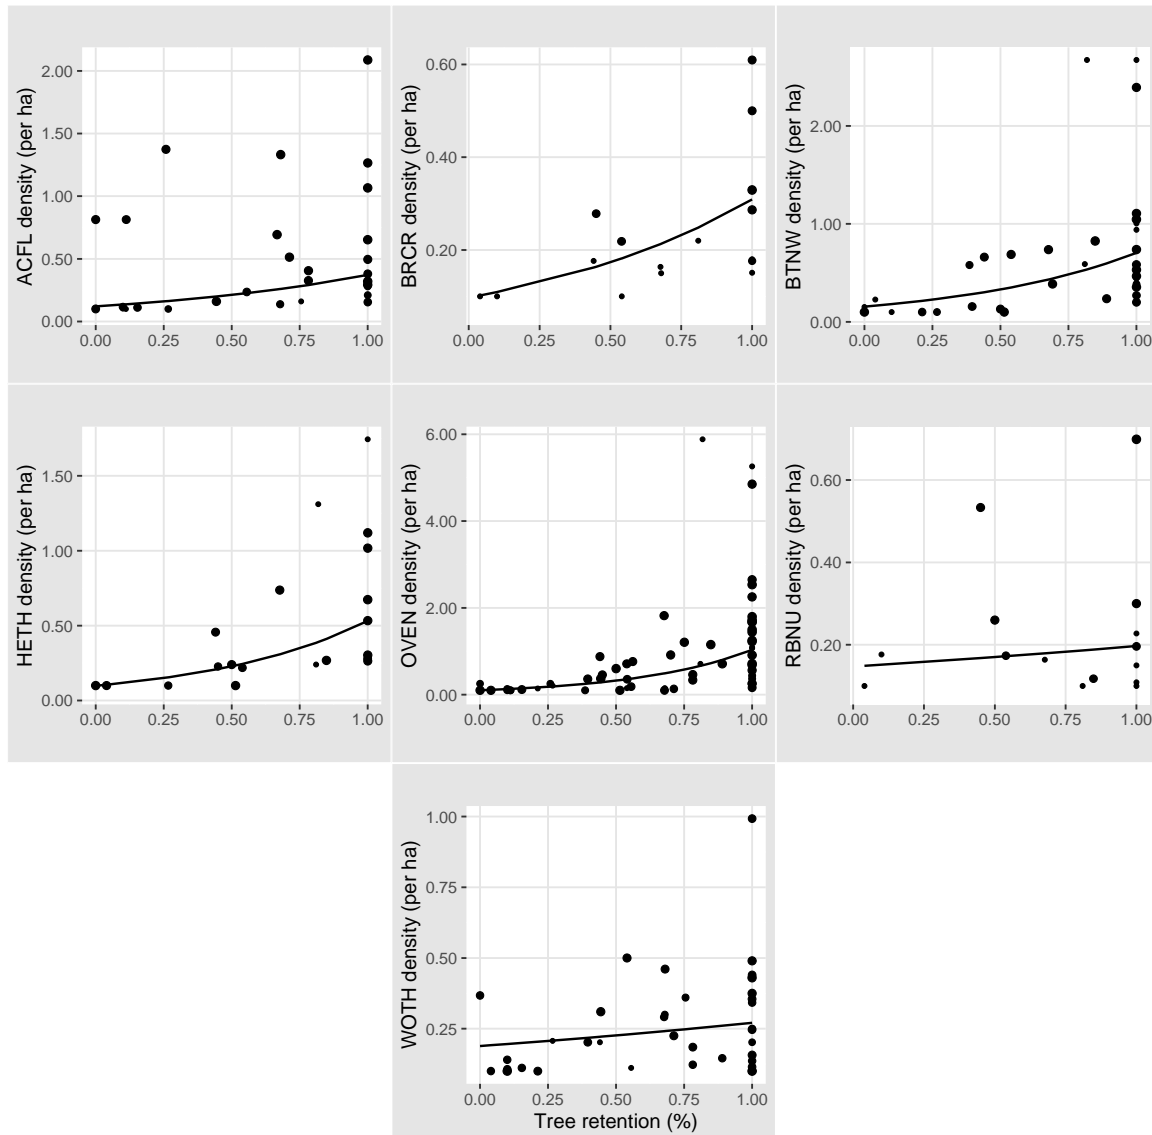 ACFL density (per ha)
2.00
1.50
1.00
0.50
0.00
0.00 0.25 0.50 0.75 1.00
BRCR density (per ha)
0.60
0.40
0.20
0.00 0.25 0.50 0.75 1.00
BTNW density (per ha)
2.00
1.00
0.00
0.00 0.25 0.50 0.75 1.00
HETH density (per ha)
1.50
1.00
0.50
0.00
0.00 0.25 0.50 0.75 1.00
OVEN density (per ha)
6.00
4.00
2.00
0.00
0.00 0.25 0.50 0.75 1.00
RBNU density (per ha)
0.60
0.40
0.20
0.00 0.25 0.50 0.75 1.00
WOTH density (per ha)
1.00
0.75
0.50
0.25
0.00 0.25 0.50 0.75 1.00
Tree retention (%)